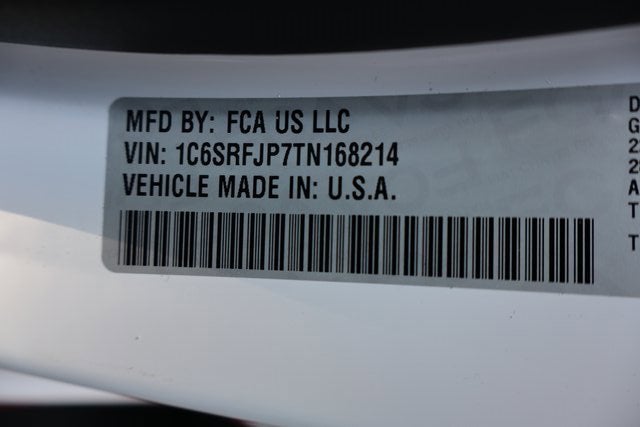 MFD BY: FCA US LLC
VIN: 1C6SRFJP7TN168214
VEHICLE MADE IN: U.S.A.